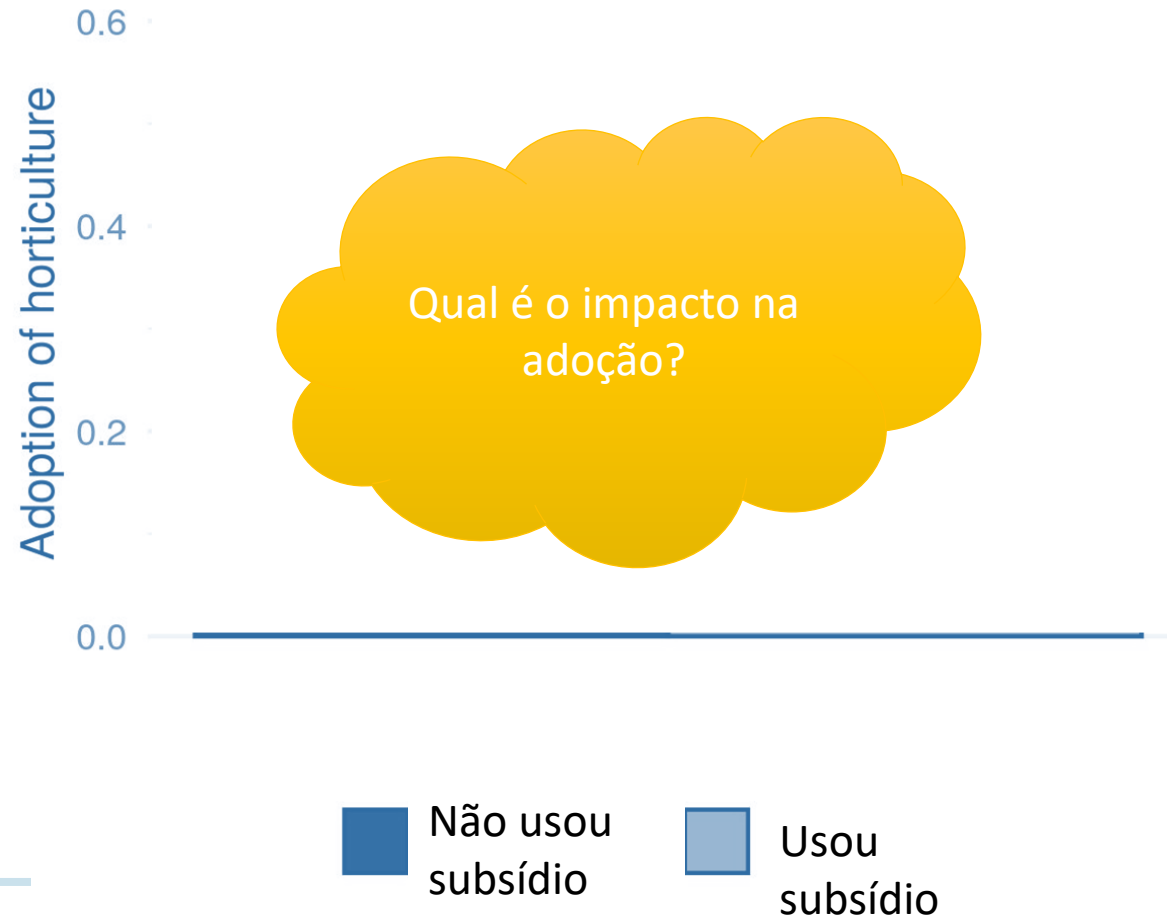 Adoption of horticulture
0.6
0.4
0.2
0.0
Qual é o impacto na
adoção?
Não usou
subsídio
Usou
subsídio